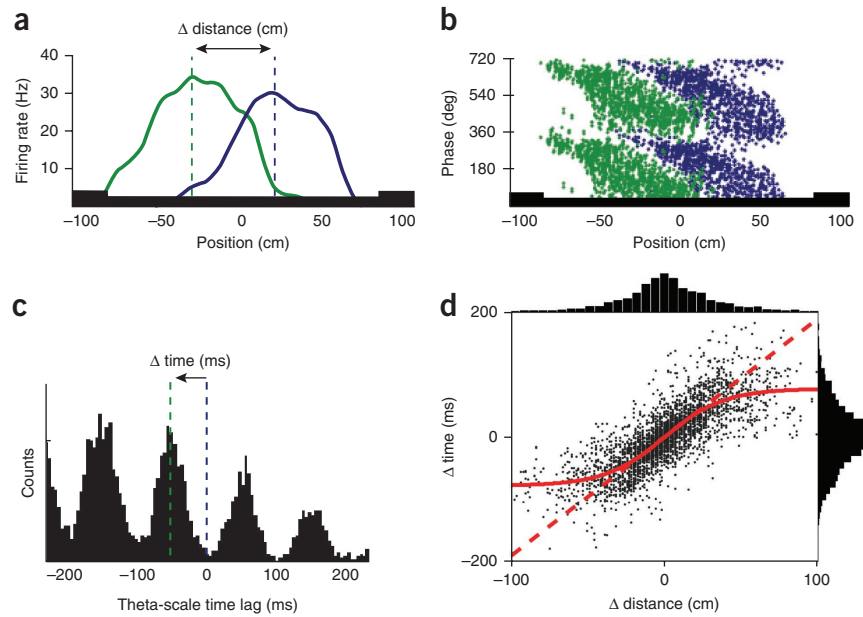 a
Δ distance (cm)
40
30
20
10
Firing rate (Hz)
–100 –50 0 50 100
Position (cm)
b
720
540
360
180
Phase (deg)
–100 –50 0 50 100
Position (cm)
c
Δ time (ms)
Counts
–200 –100 0 100 200
Theta-scale time lag (ms)
d
200
0
–200
Δ time (ms)
–100 0 100
Δ distance (cm)